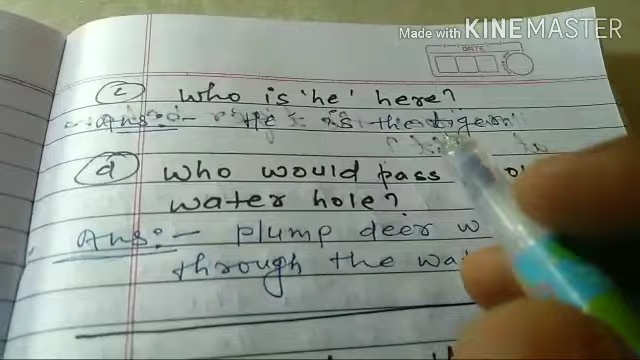 Made with KINEMASTER
DATE
(c) Who is 'he' here?
Ans:- He is the tiger.
(d) Who would pass
water hole?
Ans:- Plump deer
through the